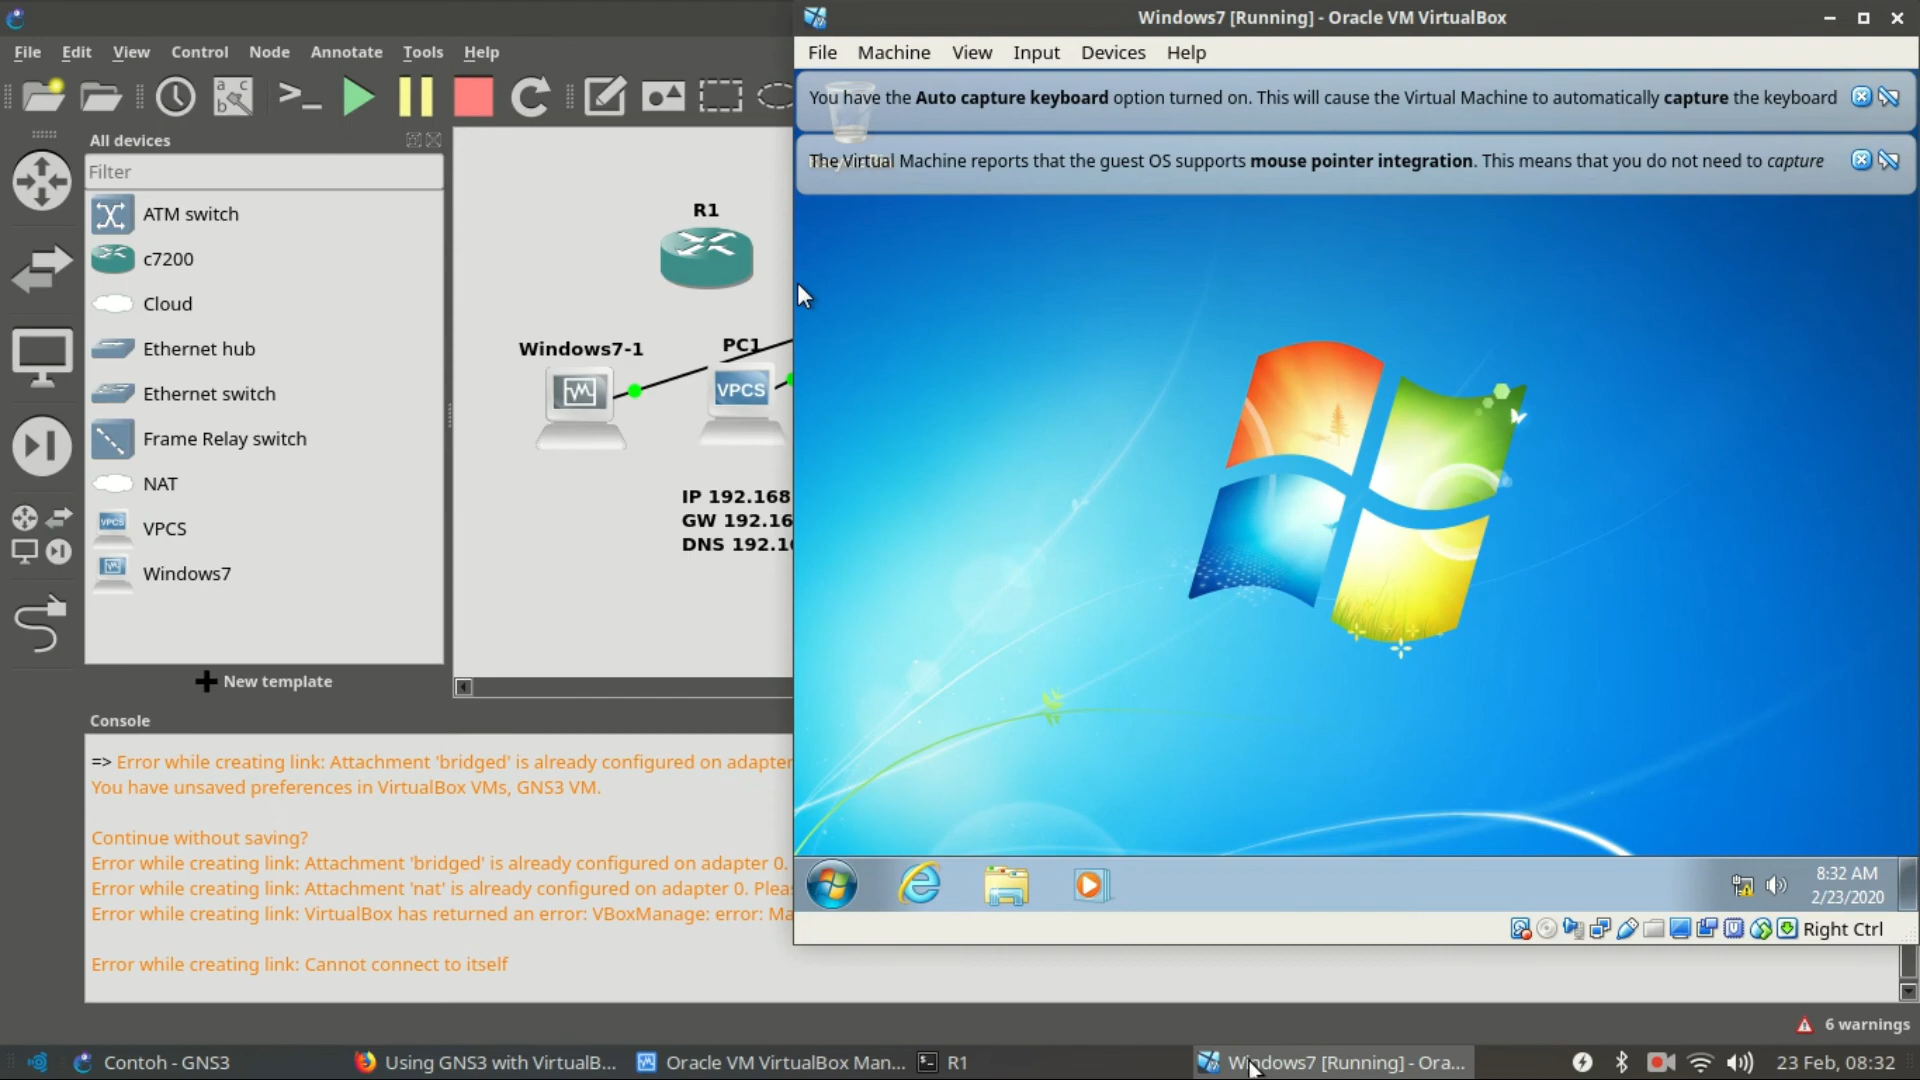 File Edit View Control Node Annotate Tools Help
All devices
Filter
ATM switch
c7200
Cloud
Ethernet hub
Ethernet switch
Frame Relay switch
NAT
VPCS
VPCS
Windows7
New template
R1
Windows7-1
PC1
VPCS
IP 192.168
GW 192.16
DNS 192.1
Console
=> Error while creating link: Attachment 'bridged' is already configured on adapter
You have unsaved preferences in VirtualBox VMs, GNS3 VM.
Continue without saving?
Error while creating link: Attachment 'bridged' is already configured on adapter 0.
Error while creating link: Attachment 'nat' is already configured on adapter 0. Plea
Error while creating link: VirtualBox has returned an error: VBoxManage: error: Ma
Error while creating link: Cannot connect to itself
Windows7 [Running] - Oracle VM VirtualBox
File Machine View Input Devices Help
You have the Auto capture keyboard option turned on. This will cause the Virtual Machine to automatically capture the keyboard
The Virtual Machine reports that the guest OS supports mouse pointer integration. This means that you do not need to capture
8:32 AM
2/23/2020
Right Ctrl
6 warnings
Contoh - GNS3
Using GNS3 with VirtualB...
Oracle VM VirtualBox Man...
R1
Windows7 [Running] - Ora...
23 Feb, 08:32